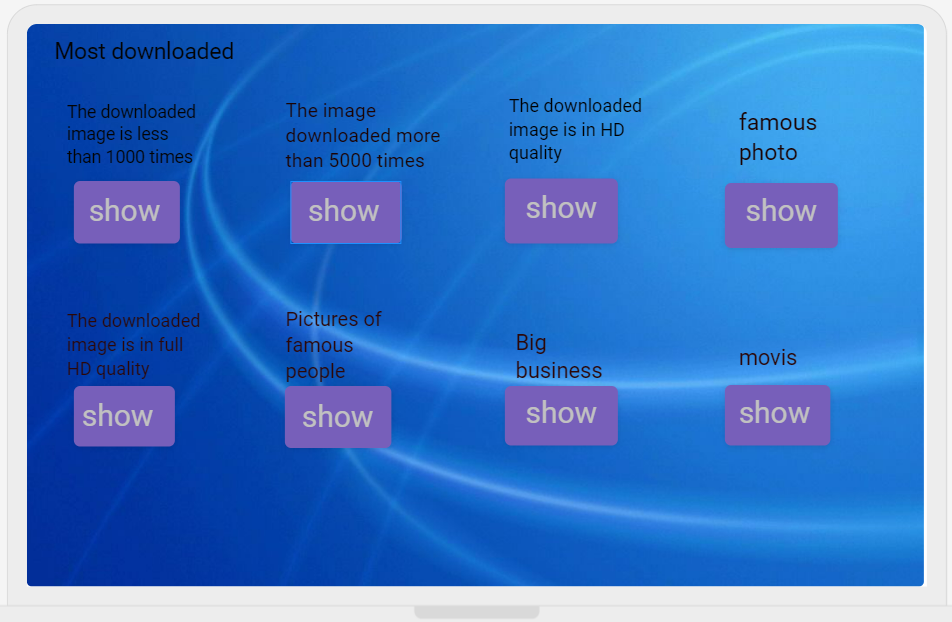 Most downloaded
The downloaded
image is less
than 1000 times
show
The image
downloaded more
than 5000 times
show
The downloaded
image is in HD
quality
show
famous
photo
show
The downloaded
image is in full
HD quality
show
Pictures of
famous
people
show
Big
business
show
movis
show